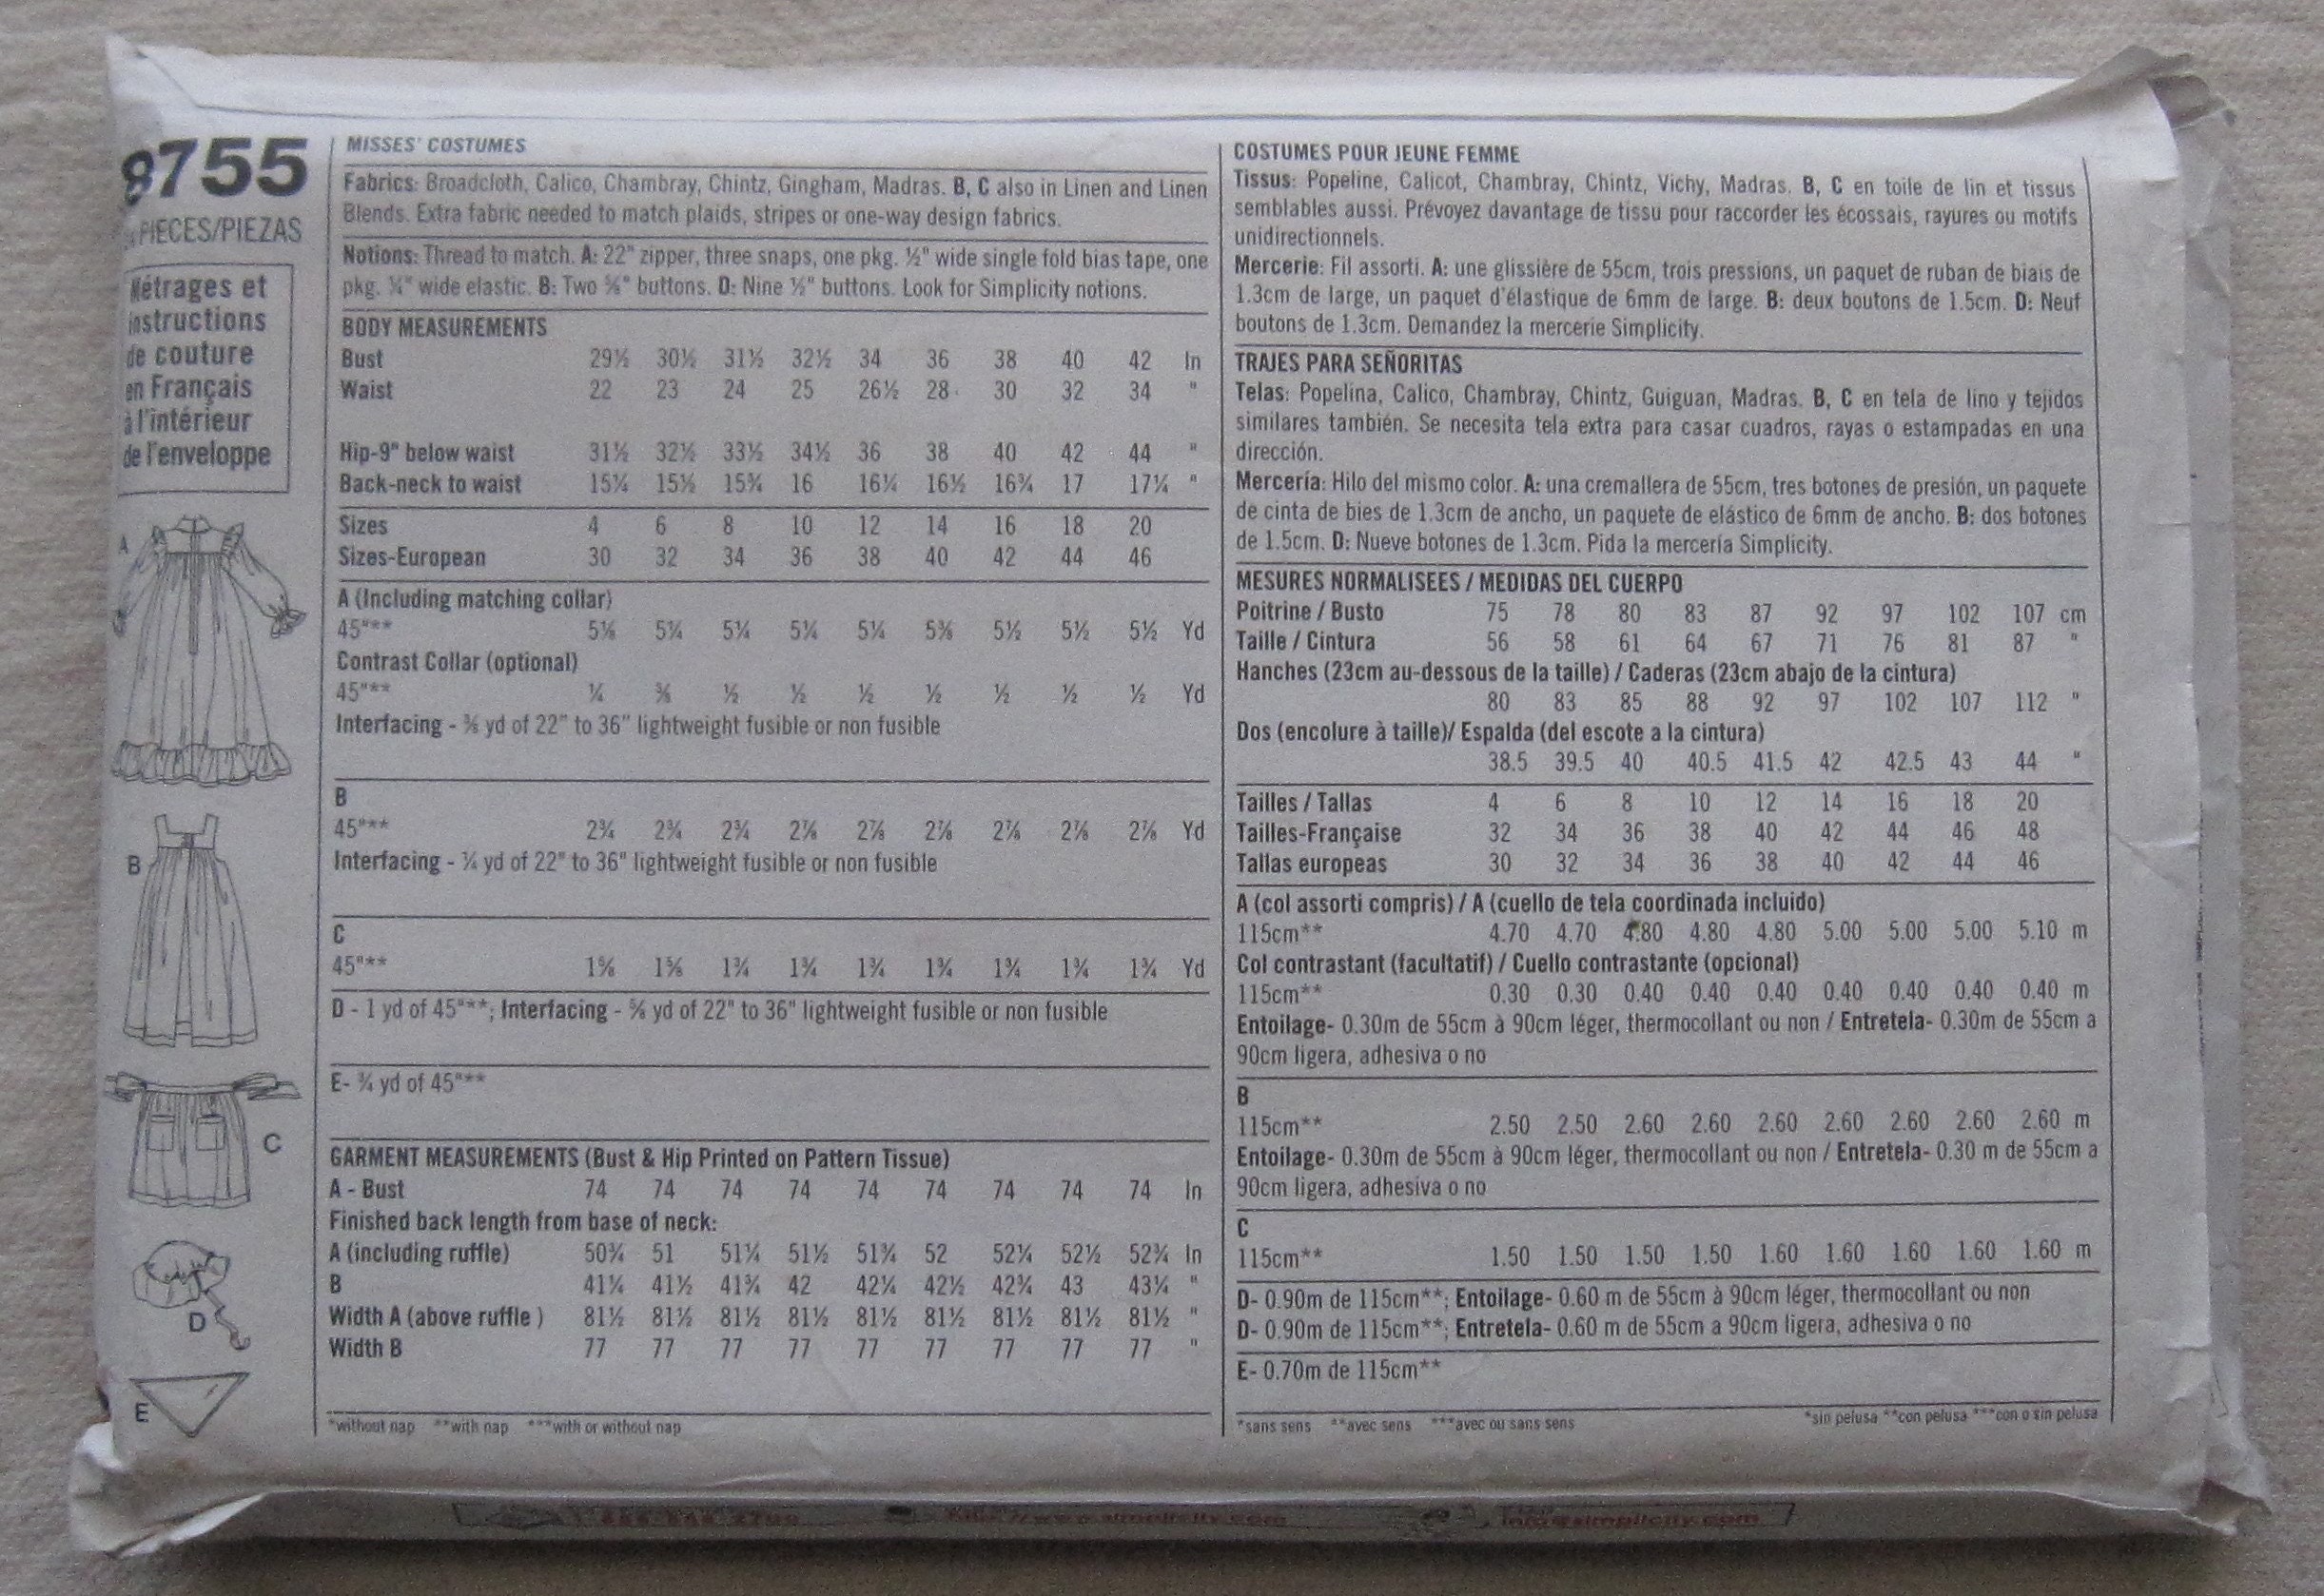 8755
PIECES/PIEZAS
Métrages et
instructions
de couture
en Français
à l'intérieur
de l'enveloppe
A
B
C
D
E
MISSES' COSTUMES
Fabrics: Broadcloth, Calico, Chambray, Chintz, Gingham, Madras. B, C also in Linen and Linen
Blends. Extra fabric needed to match plaids, stripes or one-way design fabrics.
Notions: Thread to match. A: 22" zipper, three snaps, one pkg. ½" wide single fold bias tape, one
pkg. ¼" wide elastic. B: Two ⅝" buttons. D: Nine ½" buttons. Look for Simplicity notions.
BODY MEASUREMENTS
Bust 29½ 30½ 31½ 32½ 34 36 38 40 42 In
Waist 22 23 24 25 26½ 28 30 32 34 "
Hip-9" below waist 31½ 32½ 33½ 34½ 36 38 40 42 44 "
Back-neck to waist 15¼ 15½ 15¾ 16 16¼ 16½ 16¾ 17 17¼ "
Sizes 4 6 8 10 12 14 16 18 20
Sizes-European 30 32 34 36 38 40 42 44 46
A (Including matching collar)
45"** 5⅛ 5¼ 5¼ 5¼ 5¼ 5⅜ 5½ 5½ 5½ Yd
Contrast Collar (optional)
45"** ¼ ⅜ ½ ½ ½ ½ ½ ½ ½ Yd
Interfacing - ⅜ yd of 22" to 36" lightweight fusible or non fusible
B
45"** 2¾ 2¾ 2¾ 2⅞ 2⅞ 2⅞ 2⅞ 2⅞ 2⅞ Yd
Interfacing - ¼ yd of 22" to 36" lightweight fusible or non fusible
C
45"** 1⅝ 1⅝ 1¾ 1¾ 1¾ 1¾ 1¾ 1¾ 1¾ Yd
D - 1 yd of 45"**; Interfacing - ⅝ yd of 22" to 36" lightweight fusible or non fusible
E- ¾ yd of 45"**
GARMENT MEASUREMENTS (Bust & Hip Printed on Pattern Tissue)
A - Bust 74 74 74 74 74 74 74 74 74 In
Finished back length from base of neck:
A (including ruffle) 50¾ 51 51¼ 51½ 51¾ 52 52¼ 52½ 52¾ In
B 41¼ 41½ 41¾ 42 42¼ 42½ 42¾ 43 43¼ "
Width A (above ruffle ) 81½ 81½ 81½ 81½ 81½ 81½ 81½ 81½ 81½ "
Width B 77 77 77 77 77 77 77 77 77 "
*without nap **with nap ***with or without nap
COSTUMES POUR JEUNE FEMME
Tissus: Popeline, Calicot, Chambray, Chintz, Vichy, Madras. B, C en toile de lin et tissus
semblables aussi. Prévoyez davantage de tissu pour raccorder les écossais, rayures ou motifs
unidirectionnels.
Mercerie: Fil assorti. A: une glissière de 55cm, trois pressions, un paquet de ruban de biais de
1.3cm de large, un paquet d'élastique de 6mm de large. B: deux boutons de 1.5cm. D: Neuf
boutons de 1.3cm. Demandez la mercerie Simplicity.
TRAJES PARA SEÑORITAS
Telas: Popelina, Calico, Chambray, Chintz, Guiguan, Madras. B, C en tela de lino y tejidos
similares también. Se necesita tela extra para casar cuadros, rayas o estampadas en una
dirección.
Mercería: Hilo del mismo color. A: una cremallera de 55cm, tres botones de presión, un paquete
de cinta de bies de 1.3cm de ancho, un paquete de elástico de 6mm de ancho. B: dos botones
de 1.5cm. D: Nueve botones de 1.3cm. Pida la mercería Simplicity.
MESURES NORMALISEES / MEDIDAS DEL CUERPO
Poitrine / Busto 75 78 80 83 87 92 97 102 107 cm
Taille / Cintura 56 58 61 64 67 71 76 81 87 "
Hanches (23cm au-dessous de la taille) / Caderas (23cm abajo de la cintura)
80 83 85 88 92 97 102 107 112 "
Dos (encolure à taille)/ Espalda (del escote a la cintura)
38.5 39.5 40 40.5 41.5 42 42.5 43 44 "
Tailles / Tallas 4 6 8 10 12 14 16 18 20
Tailles-Française 32 34 36 38 40 42 44 46 48
Tallas europeas 30 32 34 36 38 40 42 44 46
A (col assorti compris) / A (cuello de tela coordinada incluido)
115cm** 4.70 4.70 4.80 4.80 4.80 5.00 5.00 5.00 5.10 m
Col contrastant (facultatif) / Cuello contrastante (opcional)
115cm** 0.30 0.30 0.40 0.40 0.40 0.40 0.40 0.40 0.40 m
Entoilage- 0.30m de 55cm à 90cm léger, thermocollant ou non / Entretela- 0.30m de 55cm a
90cm ligera, adhesiva o no
B
115cm** 2.50 2.50 2.60 2.60 2.60 2.60 2.60 2.60 2.60 m
Entoilage- 0.30m de 55cm à 90cm léger, thermocollant ou non / Entretela- 0.30 m de 55cm a
90cm ligera, adhesiva o no
C
115cm** 1.50 1.50 1.50 1.50 1.60 1.60 1.60 1.60 1.60 m
D- 0.90m de 115cm**; Entoilage- 0.60 m de 55cm à 90cm léger, thermocollant ou non
D- 0.90m de 115cm**; Entretela- 0.60 m de 55cm a 90cm ligera, adhesiva o no
E- 0.70m de 115cm**
*sans sens **avec sens ***avec ou sans sens
*sin pelusa **con pelusa ***con o sin pelusa
http://www.simplicity.com
info@simplicity.com